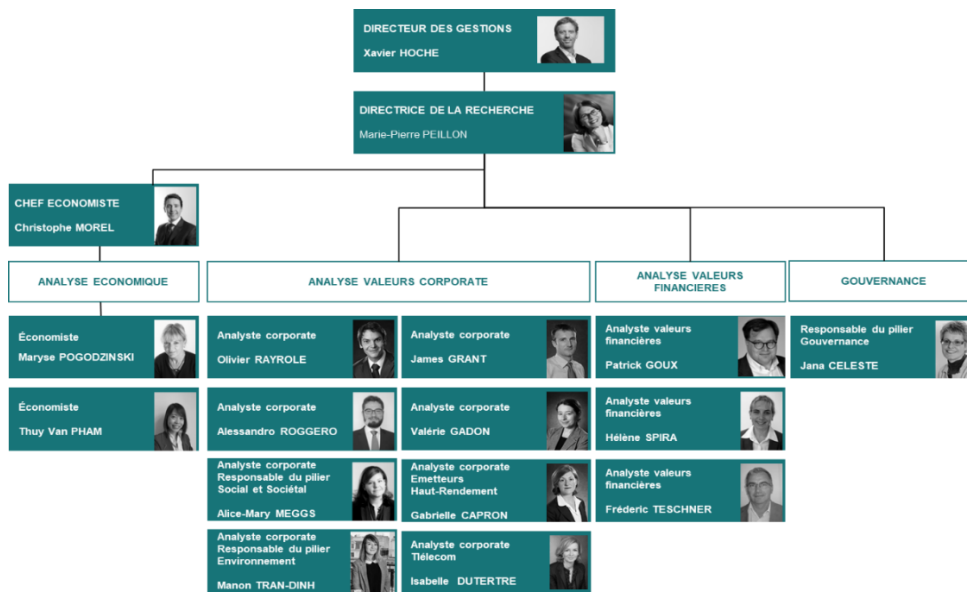 DIRECTEUR DES GESTIONS
Xavier HOCHE
DIRECTRICE DE LA RECHERCHE
Marie-Pierre PEILLON
CHEF ECONOMISTE
Christophe MOREL
ANALYSE ECONOMIQUE
ANALYSE VALEURS CORPORATE
ANALYSE VALEURS
FINANCIERES
GOUVERNANCE
Économiste
Maryse POGODZINSKI
Économiste
Thuy Van PHAM
Analyste corporate
Olivier RAYROLE
Analyste corporate
Alessandro ROGGERO
Analyste corporate
Responsable du pilier
Social et Sociétal
Alice-Mary MEGGS
Analyste corporate
Responsable du pilier
Environnement
Manon TRAN-DINH
Analyste corporate
James GRANT
Analyste corporate
Valérie GADON
Analyste corporate
Emetteurs
Haut-Rendement
Gabrielle CAPRON
Analyste corporate
Tlélecom
Isabelle DUTERTRE
Analyste valeurs
financières
Patrick GOUX
Analyste valeurs
financières
Hélène SPIRA
Analyste valeurs
financières
Fréderic TESCHNER
Responsable du pilier
Gouvernance
Jana CELESTE